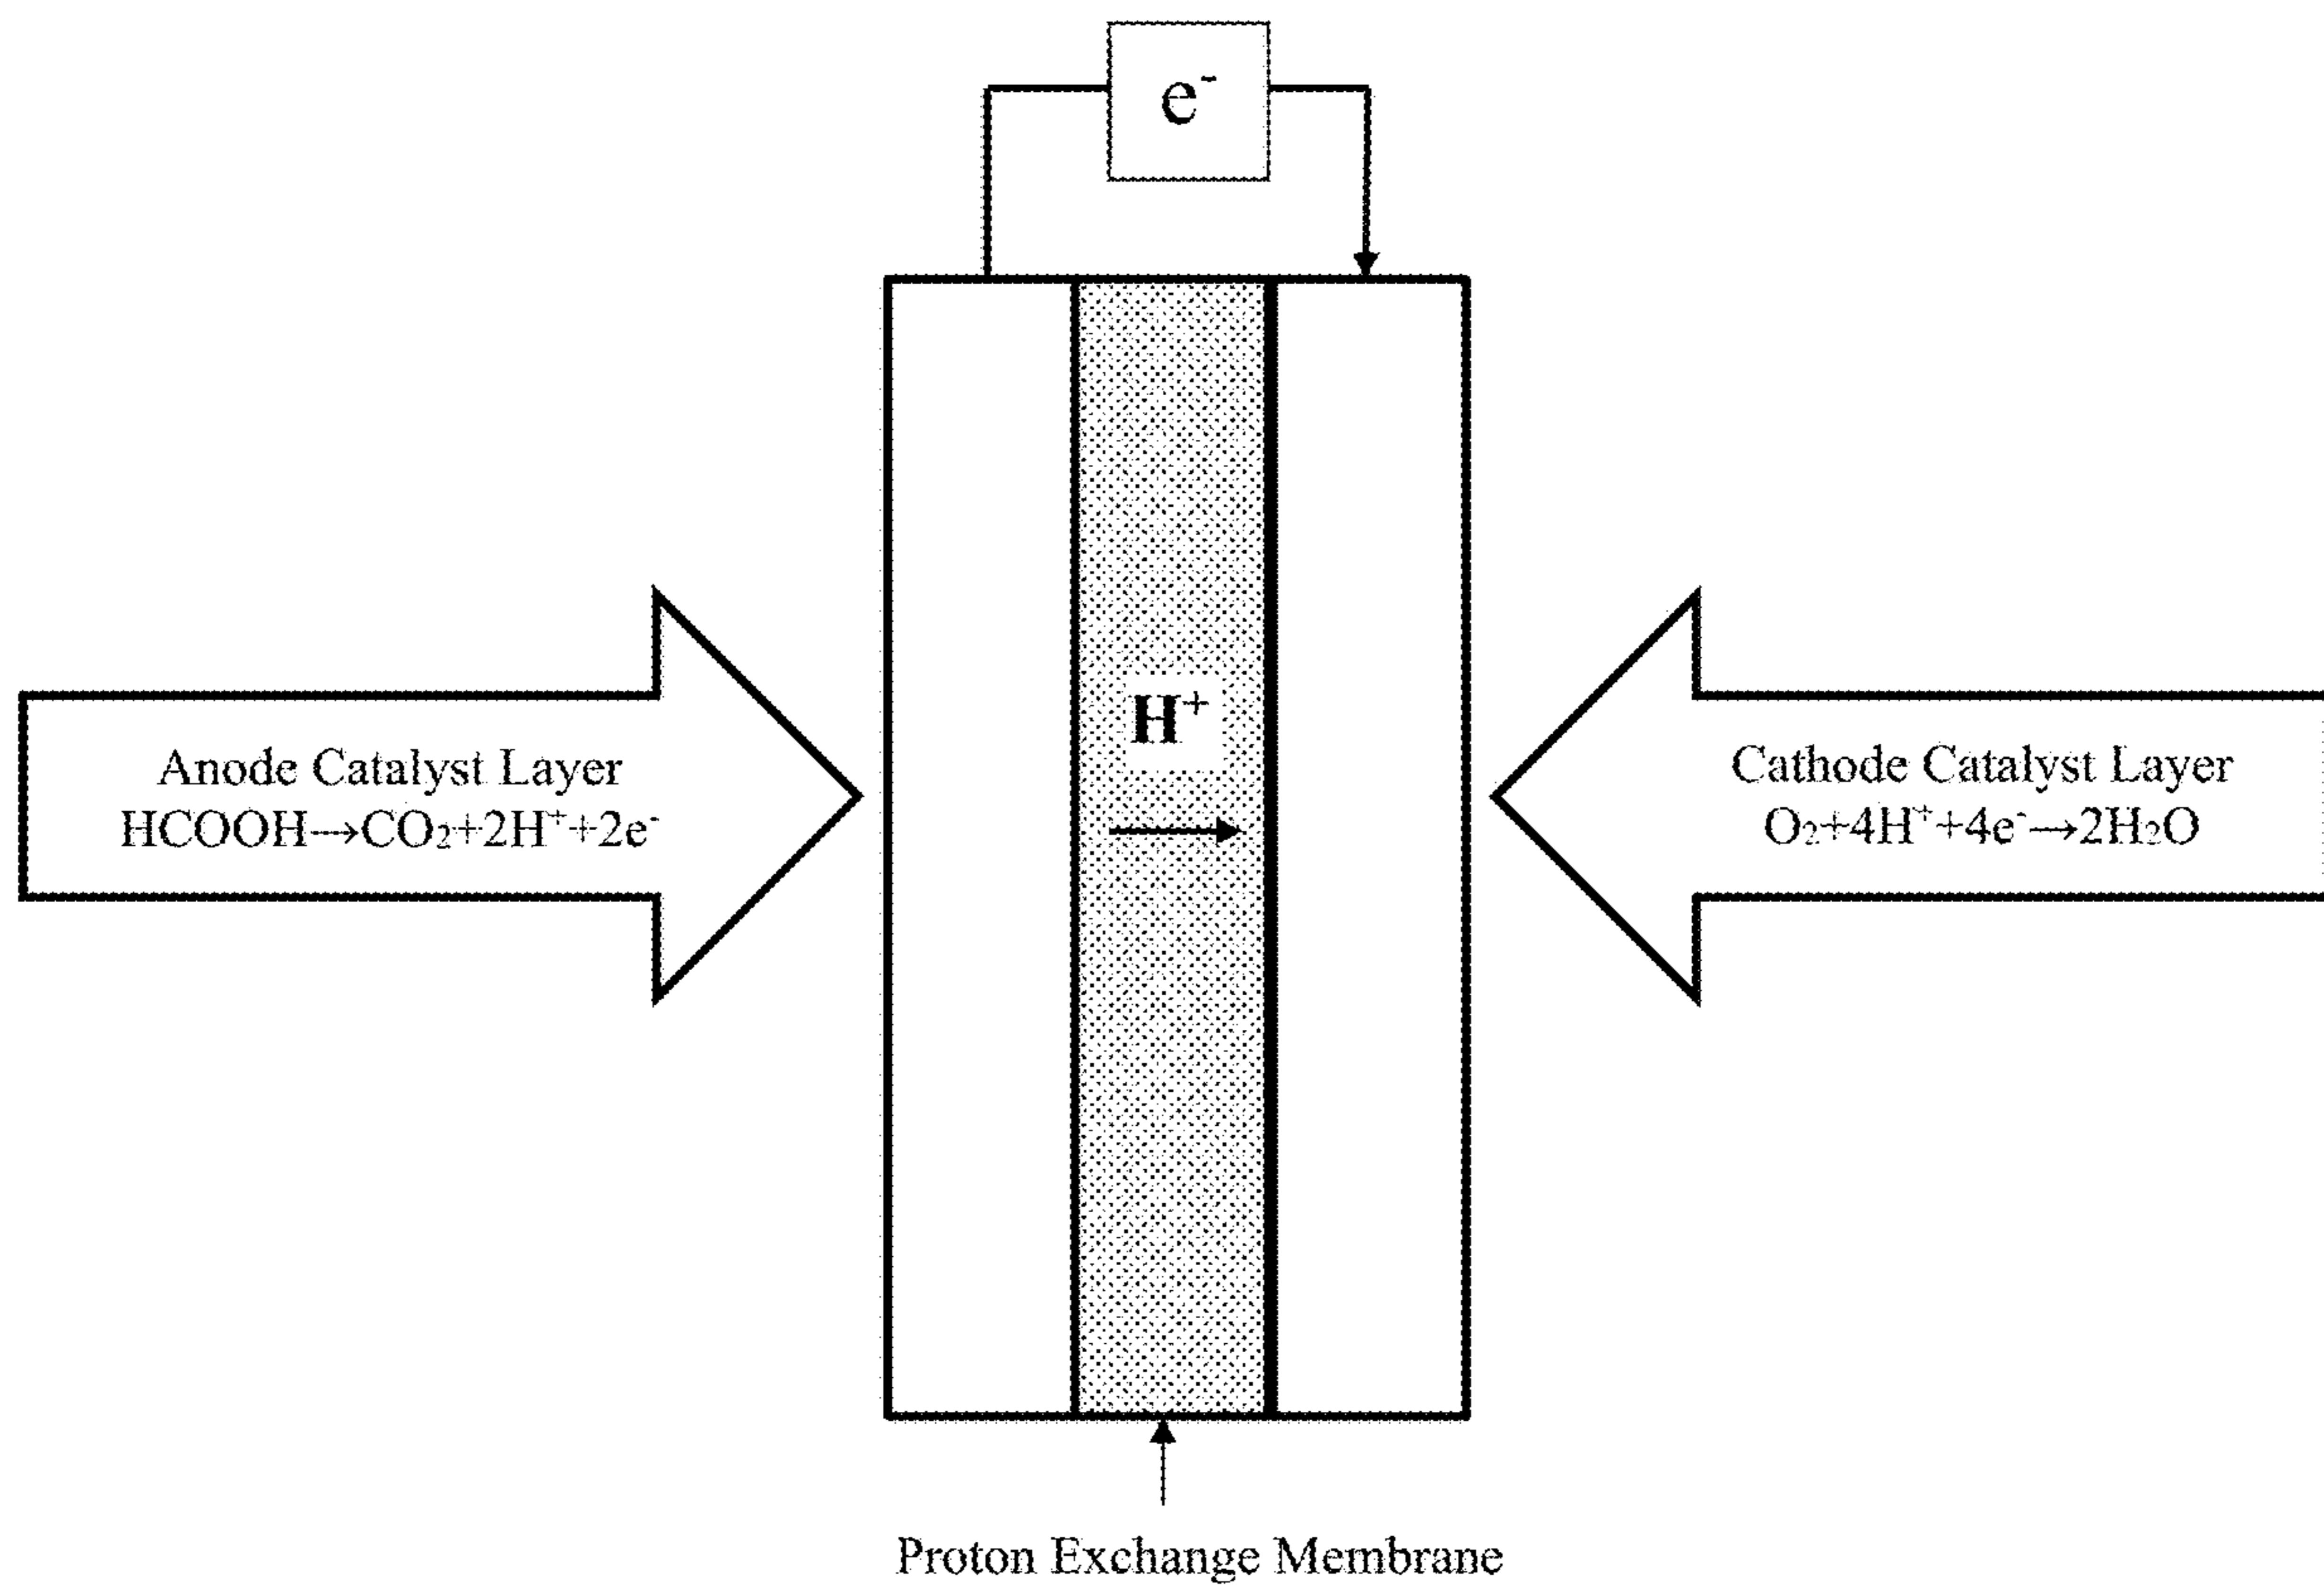 e⁻
H⁺
Anode Catalyst Layer
HCOOH→CO₂+2H⁺+2e⁻
Cathode Catalyst Layer
O₂+4H⁺+4e⁻→2H₂O
Proton Exchange Membrane